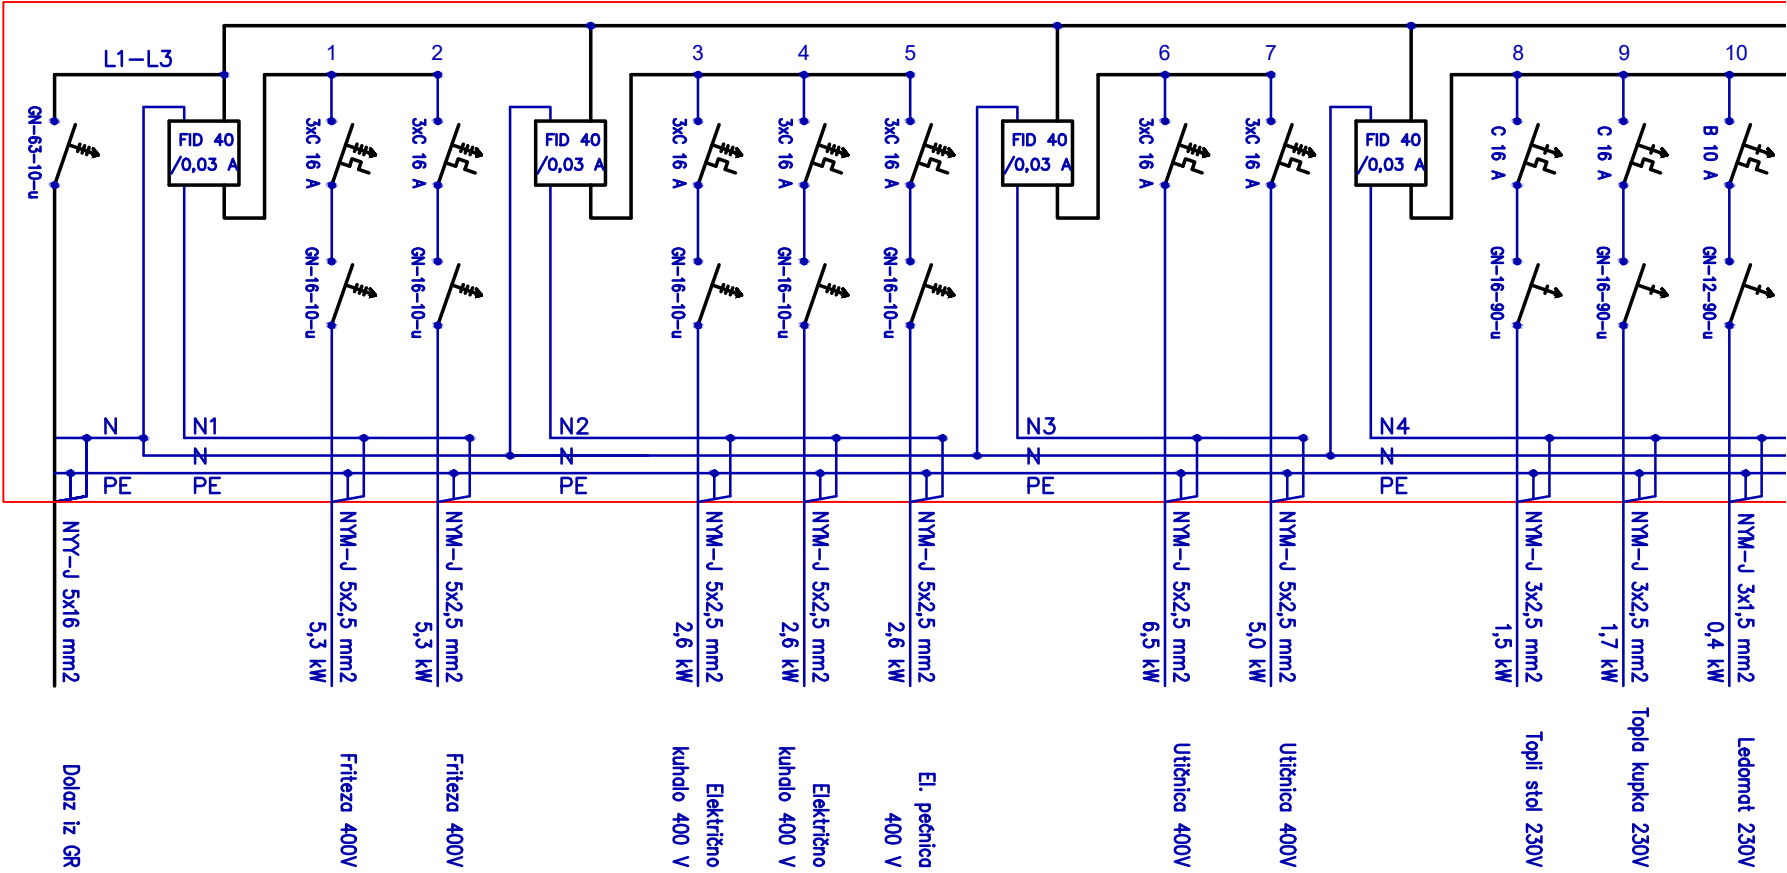 L1-L3
1
2
3
4
5
6
7
8
9
10
GN-63-10-u
FID 40
/0,03 A
3xC 16 A
3xC 16 A
FID 40
/0,03 A
3xC 16 A
3xC 16 A
3xC 16 A
FID 40
/0,03 A
3xC 16 A
3xC 16 A
FID 40
/0,03 A
C 16 A
C 16 A
B 10 A
GN-16-10-u
GN-16-10-u
GN-16-10-u
GN-16-10-u
GN-16-10-u
GN-16-90-u
GN-16-90-u
GN-12-90-u
N
N1
N2
N3
N4
N
N
N
N
PE
PE
PE
PE
PE
NYY-J 5x16 mm2
NYM-J 5x2,5 mm2
5,3 kW
NYM-J 5x2,5 mm2
5,3 kW
NYM-J 5x2,5 mm2
2,6 kW
NYM-J 5x2,5 mm2
2,6 kW
NYM-J 5x2,5 mm2
2,6 kW
NYM-J 5x2,5 mm2
6,5 kW
NYM-J 5x2,5 mm2
5,0 kW
NYM-J 3x2,5 mm2
1,5 kW
NYM-J 3x2,5 mm2
1,7 kW
NYM-J 3x1,5 mm2
0,4 kW
Dolaz iz GR
Friteza 400V
Friteza 400V
Električno
kuhalo 400 V
Električno
kuhalo 400 V
El. pećnica
400 V
Utičnica 400V
Utičnica 400V
Topli stol 230V
Topla kupka 230V
Ledomat 230V